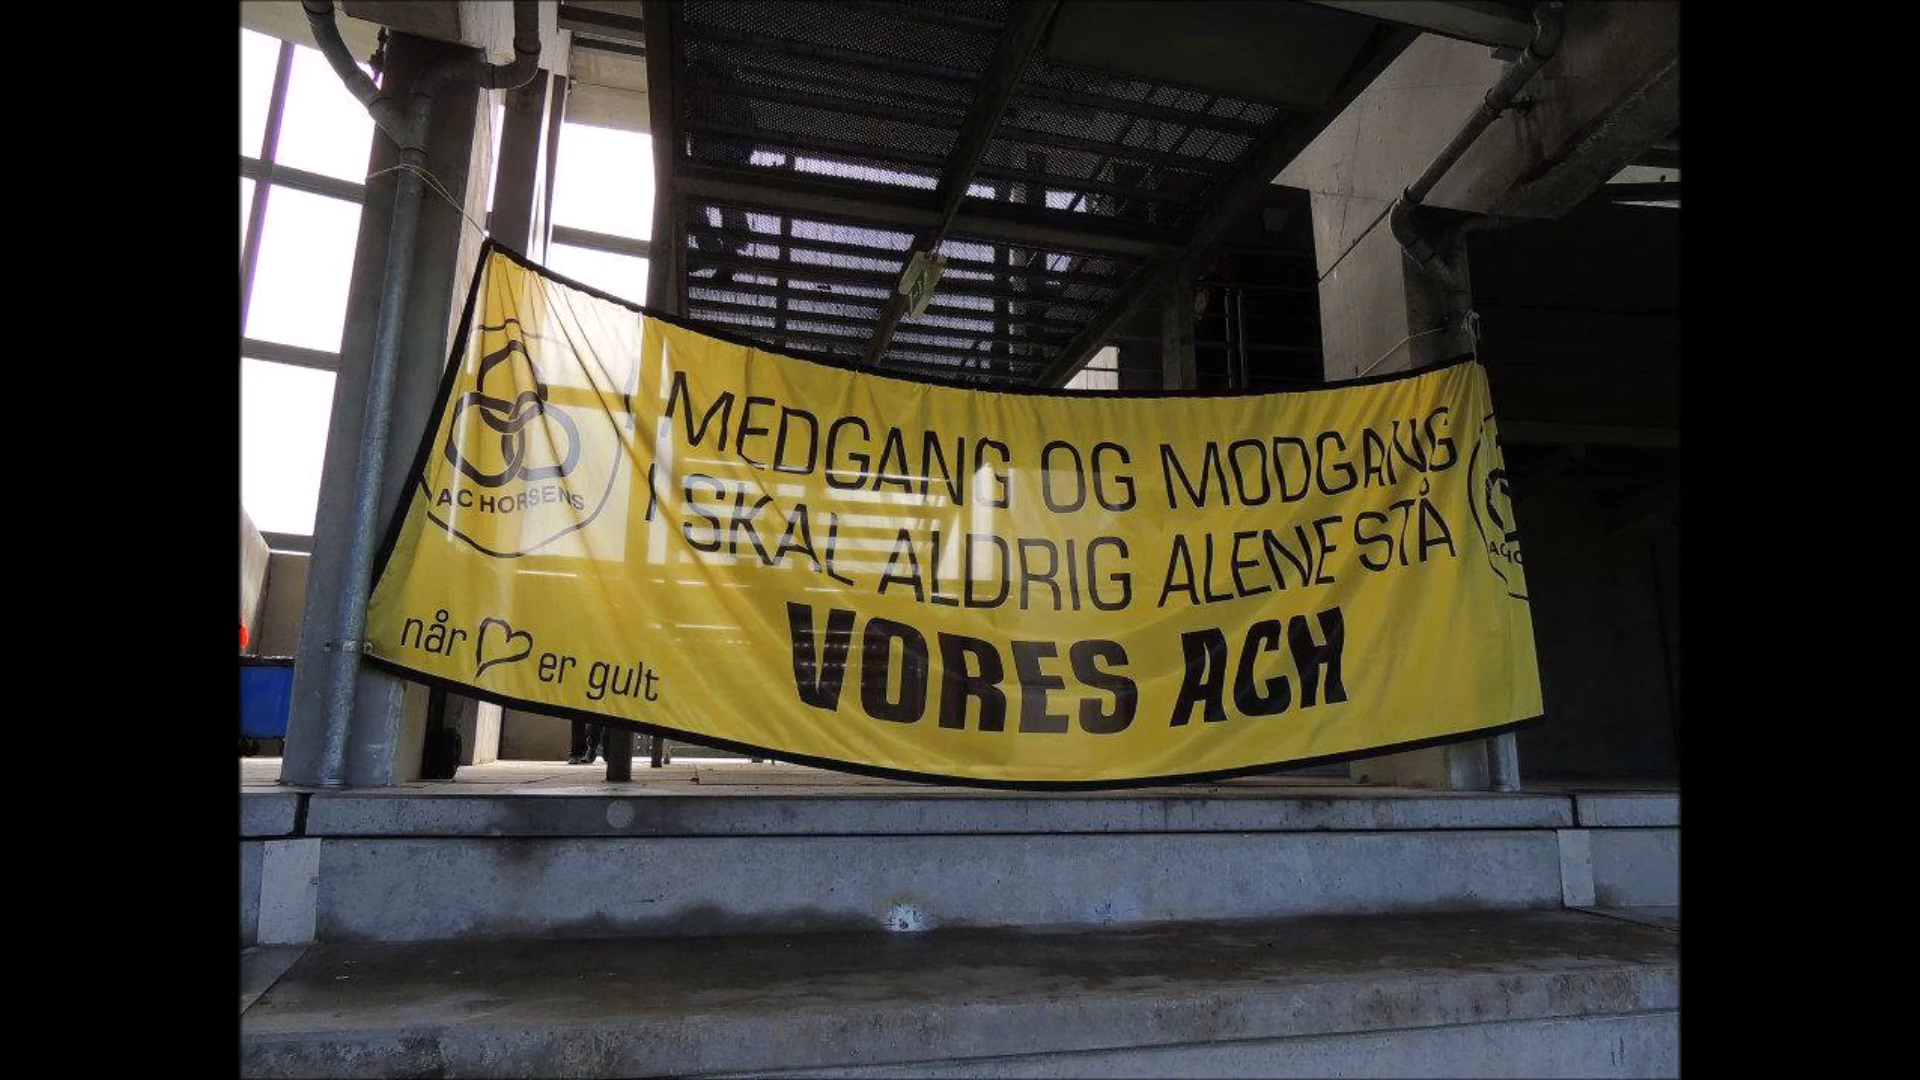 I MEDGANG OG MODGANG
I SKAL ALDRIG ALENE STÅ
VORES ACH
når er gult
AC HORSENS